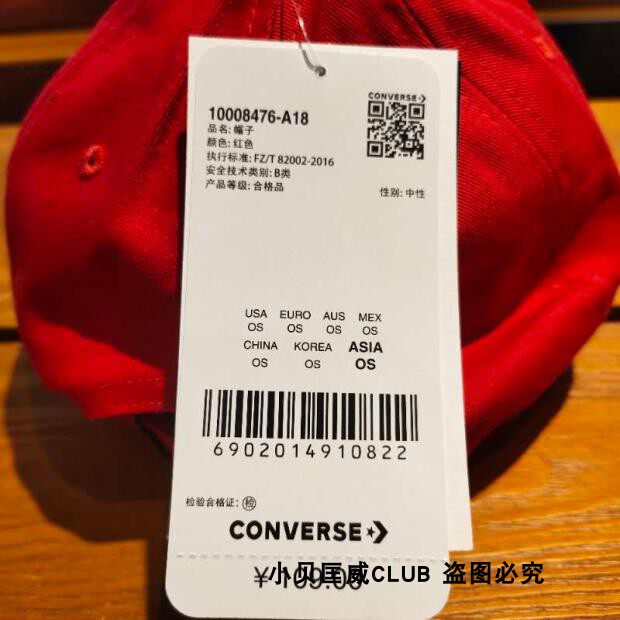 CONVERSE
10008476-A18
品名: 帽子
颜色: 红色
执行标准: FZ/T 82002-2016
安全技术类别: B类
产品等级: 合格品
性别: 中性
USA EURO AUS MEX
OS OS OS OS
CHINA KOREA ASIA
OS OS OS
6902014910822
检验合格证: 检
CONVERSE
¥109.00
小贝匡威CLUB 盗图必究